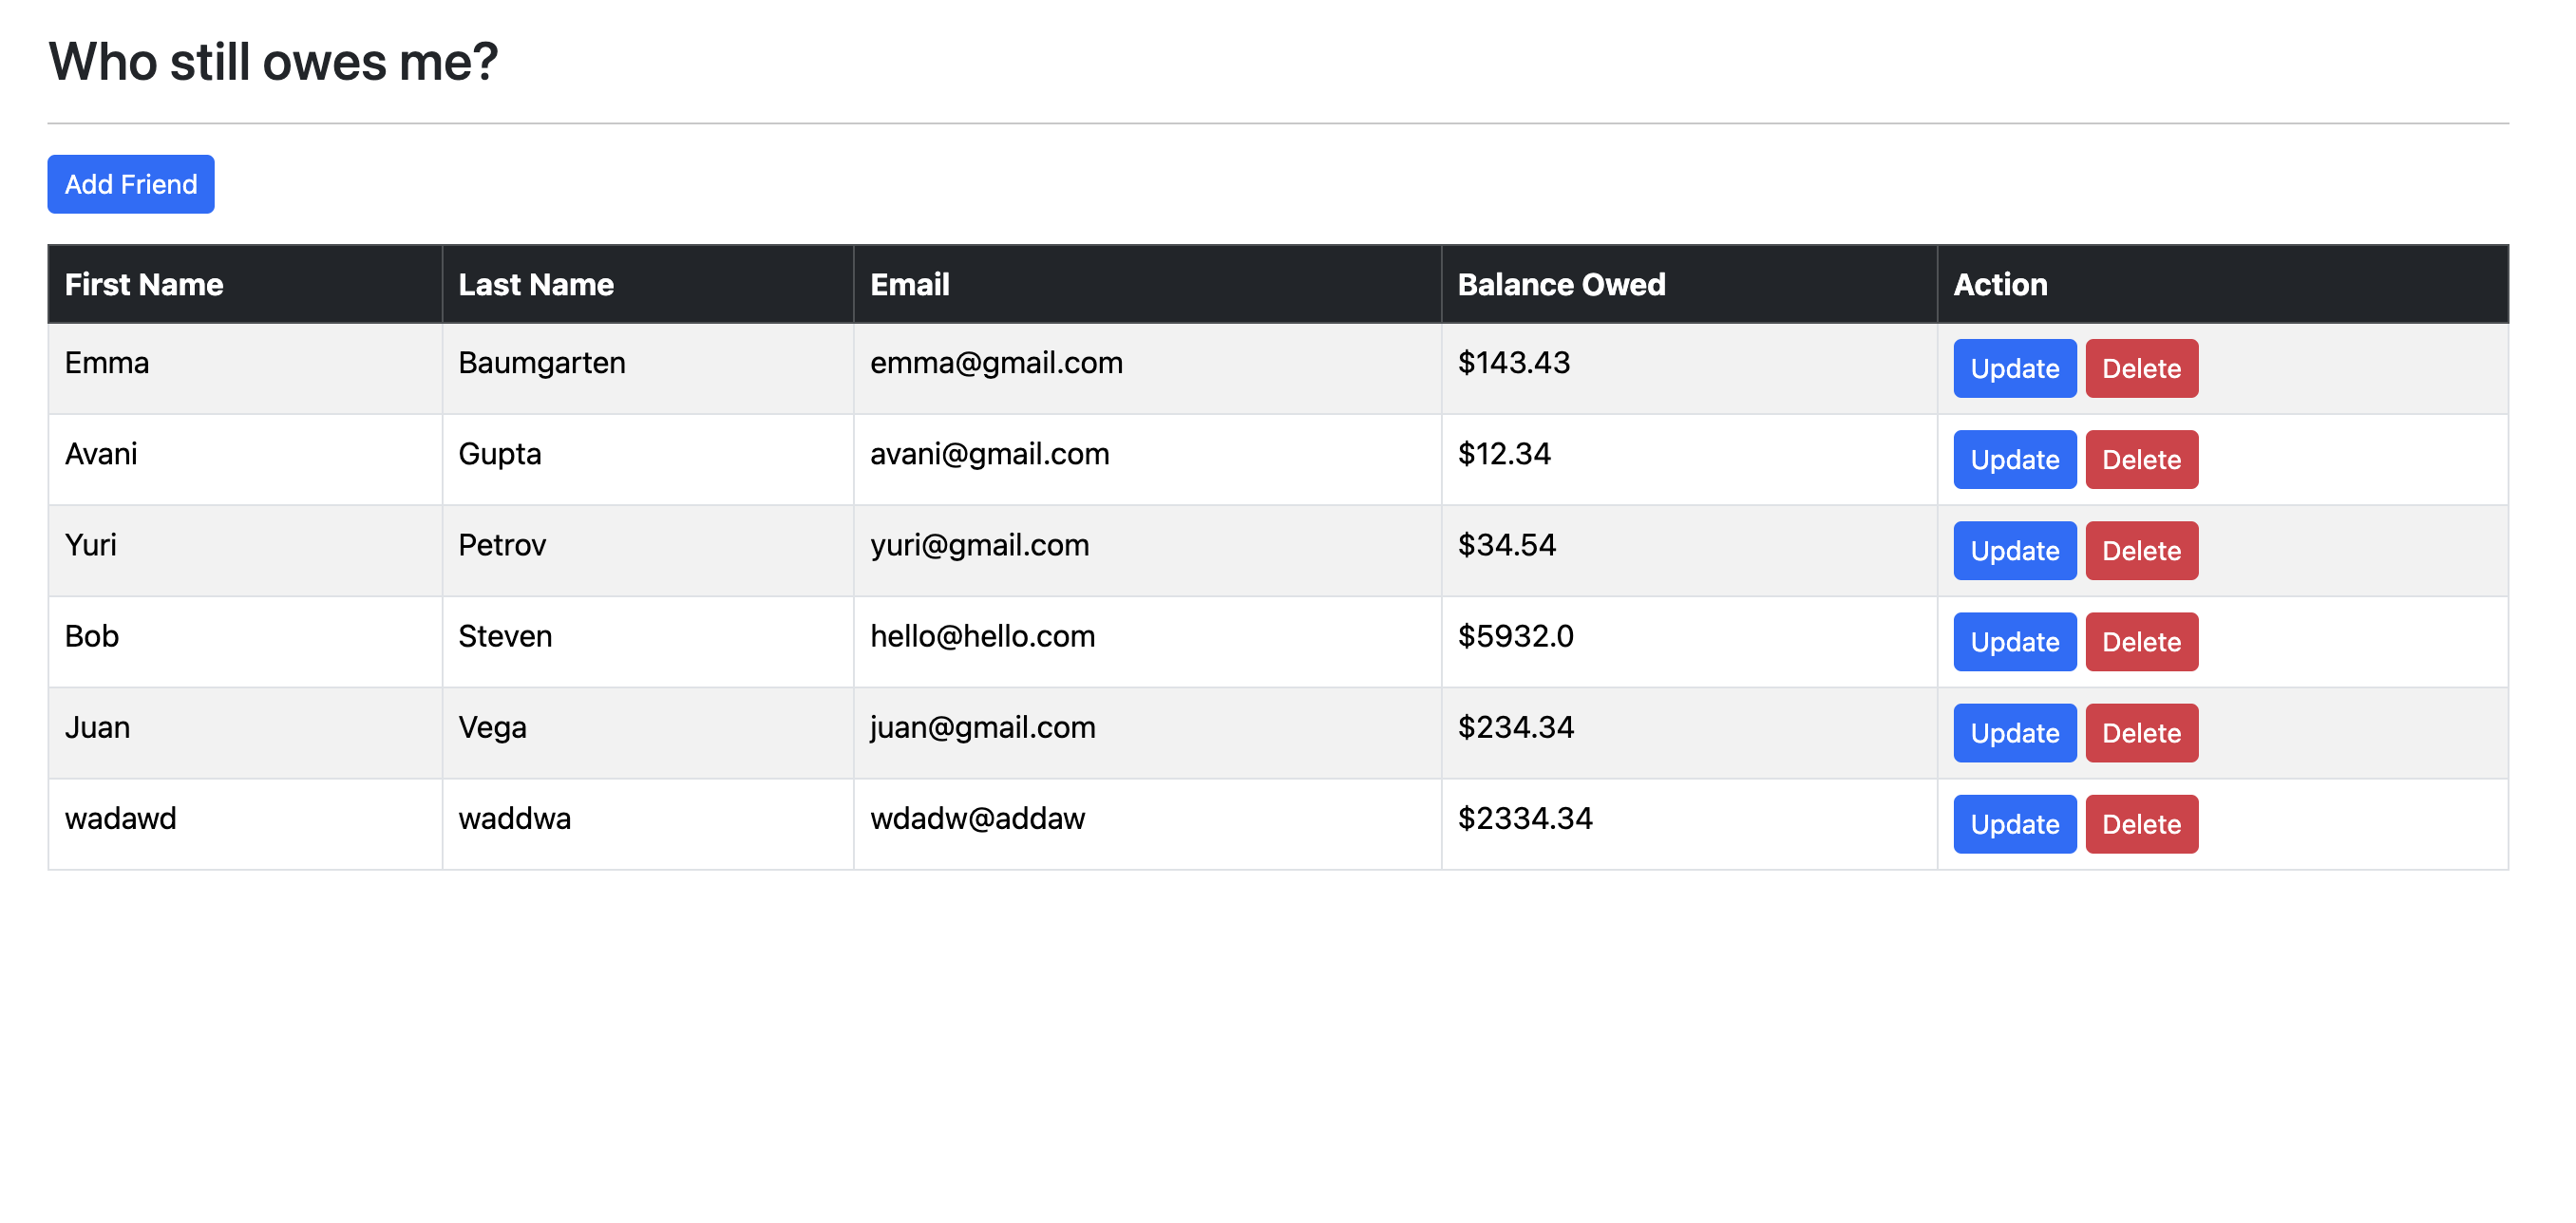 Who still owes me?
Add Friend
First Name Last Name Email Balance Owed Action
Emma Baumgarten emma@gmail.com $143.43 Update Delete
Avani Gupta avani@gmail.com $12.34 Update Delete
Yuri Petrov yuri@gmail.com $34.54 Update Delete
Bob Steven hello@hello.com $5932.0 Update Delete
Juan Vega juan@gmail.com $234.34 Update Delete
wadawd waddwa wdadw@addaw $2334.34 Update Delete